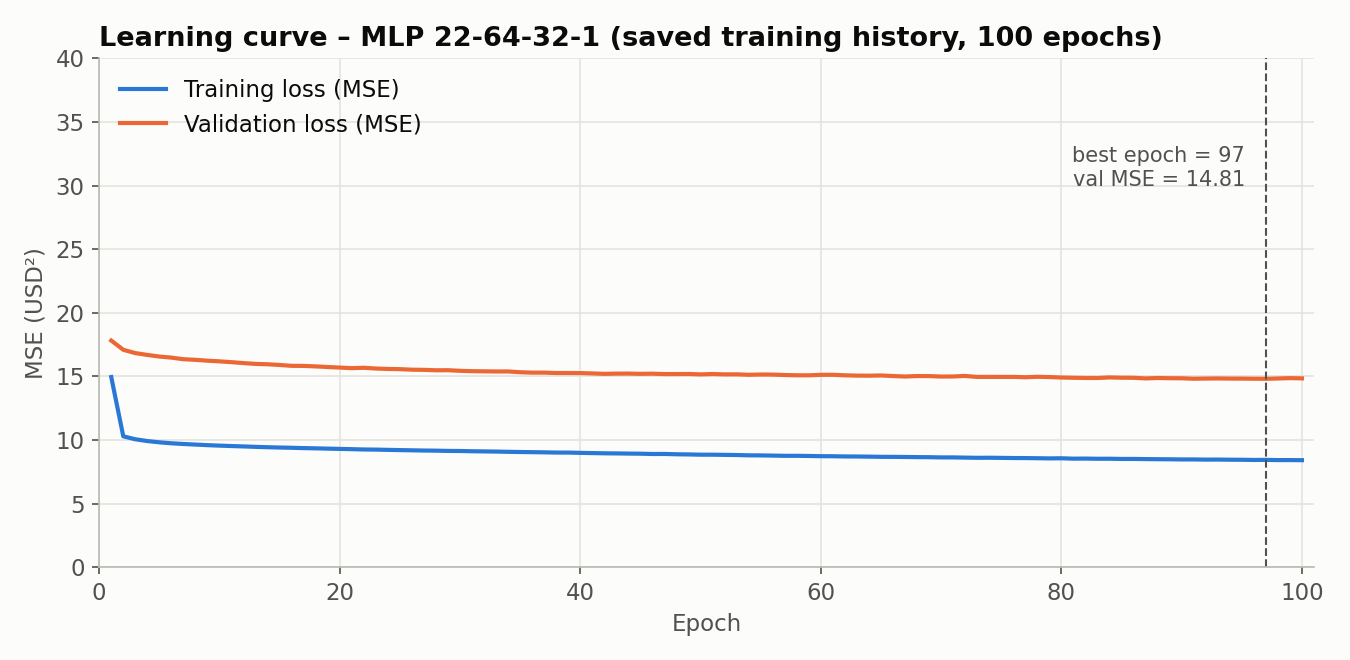 Learning curve – MLP 22-64-32-1 (saved training history, 100 epochs)
40
35
30
25
20
15
10
5
0
MSE (USD²)
Training loss (MSE)
Validation loss (MSE)
best epoch = 97
val MSE = 14.81
0 20 40 60 80 100
Epoch